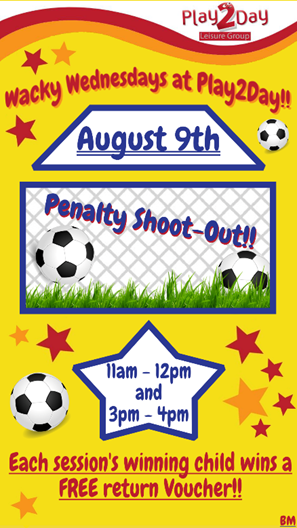 Play2Day
Leisure Group
Wacky Wednesdays at Play2Day!!
August 9th
Penalty Shoot-Out!!
11am - 12pm
and
3pm - 4pm
Each session's winning child wins a
FREE return Voucher!!
BM